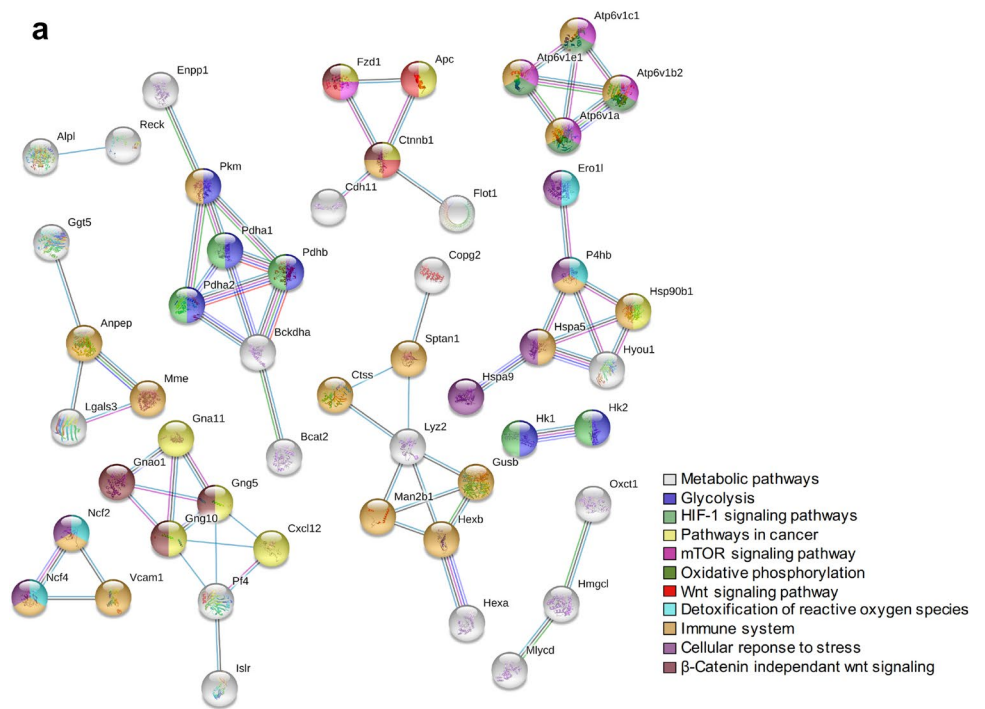 a
Atp6v1c1
Enpp1
Fzd1
Apc
Atp6v1e1
Atp6v1b2
Reck
Alpl
Atp6v1a
Ctnnb1
Pkm
Ero1l
Cdh11
Flot1
Ggt5
Pdha1
Pdhb
Copg2
P4hb
Pdha2
Hsp90b1
Anpep
Bckdha
Sptan1
Hspa5
Hyou1
Mme
Ctss
Hspa9
Lgals3
Gna11
Lyz2
Hk1
Hk2
Bcat2
Gusb
Gnao1
Gng5
Man2b1
Oxct1
Ncf2
Gng10
Cxcl12
Hexb
Ncf4
Vcam1
Pf4
Hmgcl
Hexa
Islr
Mlycd
Metabolic pathways
Glycolysis
HIF-1 signaling pathways
Pathways in cancer
mTOR signaling pathway
Oxidative phosphorylation
Wnt signaling pathway
Detoxification of reactive oxygen species
Immune system
Cellular reponse to stress
β-Catenin independant wnt signaling